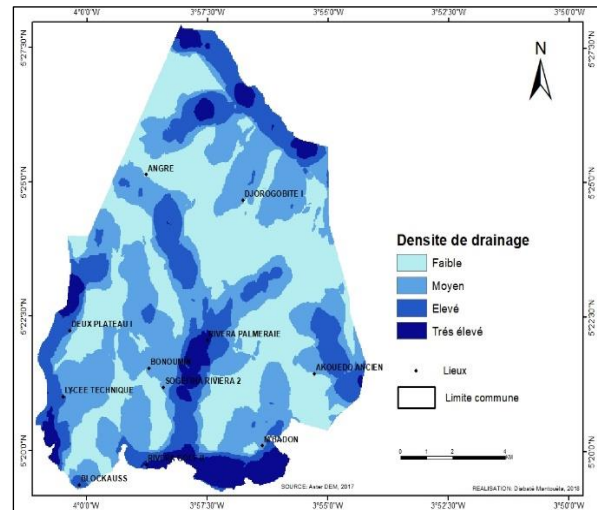 4°0'0"W 3°57'30"W 3°55'0"W 3°52'30"W 3°50'0"W
5°27'30"N 5°27'30"N
N
ANGRE
5°25'0"N 5°25'0"N
DJOROGOBITE I
Densite de drainage
Faible
Moyen
Elevé
Trés élevé
5°22'30"N 5°22'30"N
DEUX PLATEAU I
RIVIERA PALMERAIE
BONOUMIN
AKOUEDO ANCIEN
Lieux
SOGEFIHA RIVIERA 2
LYCEE TECHNIQUE
Limite commune
M'BADON
5°20'0"N 5°20'0"N
RIVIERA
0 1 2 4
KM
BLOCKAUSS
SOURCE: Aster DEM, 2017
REALISATION: Diabaté Mantouéla, 2018
4°0'0"W 3°57'30"W 3°55'0"W 3°52'30"W 3°50'0"W